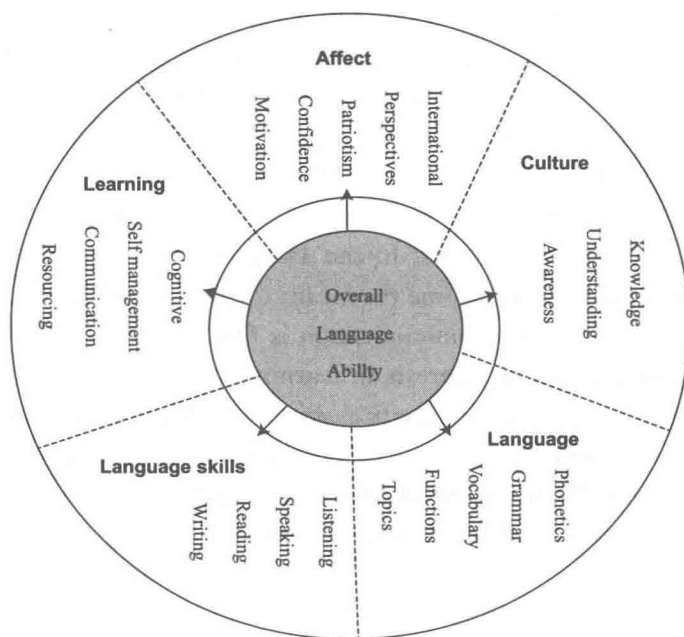 Affect
Motivation
Confidence
Patriotism
Perspectives
International
Culture
Knowledge
Understanding
Awareness
Learning
Cognitive
Self management
Communication
Resourcing
Overall
Language
Ability
Language skills
Writing
Reading
Speaking
Listening
Language
Topics
Functions
Vocabulary
Grammar
Phonetics